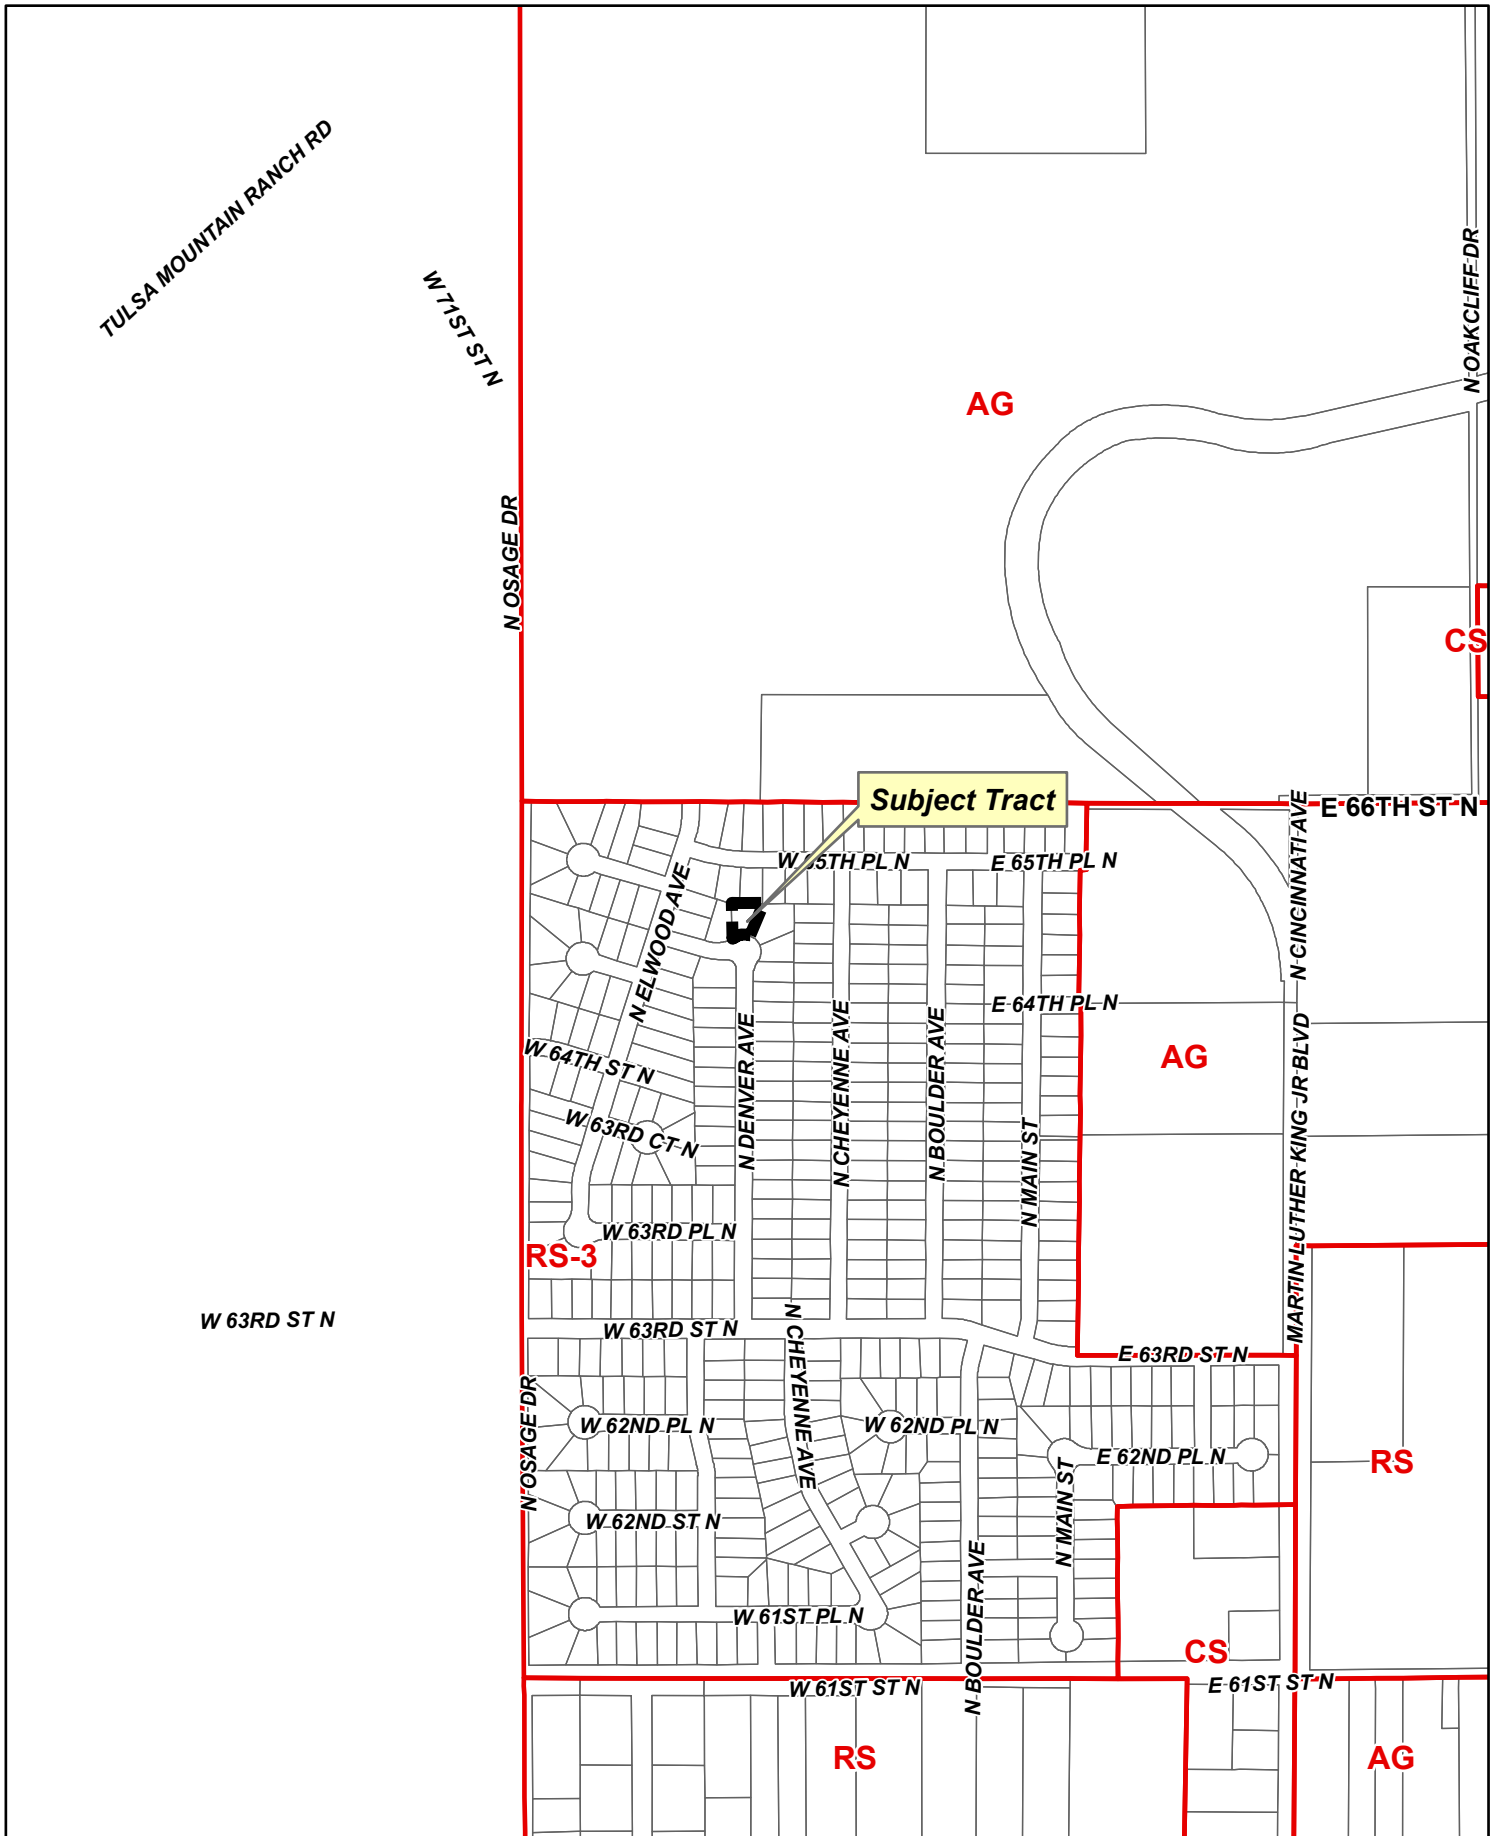 TULSA MOUNTAIN RANCH RD
W 71ST ST N
N OAKCLIFF DR
AG
N OSAGE DR
CS
Subject Tract
E 66TH ST N
W 65TH PL N
E 65TH PL N
N ELWOOD AVE
N CINCINNATI AVE
E 64TH PL N
W 64TH ST N
N DENVER AVE
N CHEYENNE AVE
N BOULDER AVE
AG
W 63RD CT N
N MAIN ST
MARTIN LUTHER KING JR BLVD
W 63RD PL N
RS-3
W 63RD ST N
W 63RD ST N
N CHEYENNE AVE
E 63RD ST N
N OSAGE DR
W 62ND PL N
W 62ND PL N
E 62ND PL N
RS
W 62ND ST N
N MAIN ST
N BOULDER AVE
W 61ST PL N
CS
W 61ST ST N
E 61ST ST N
RS
AG